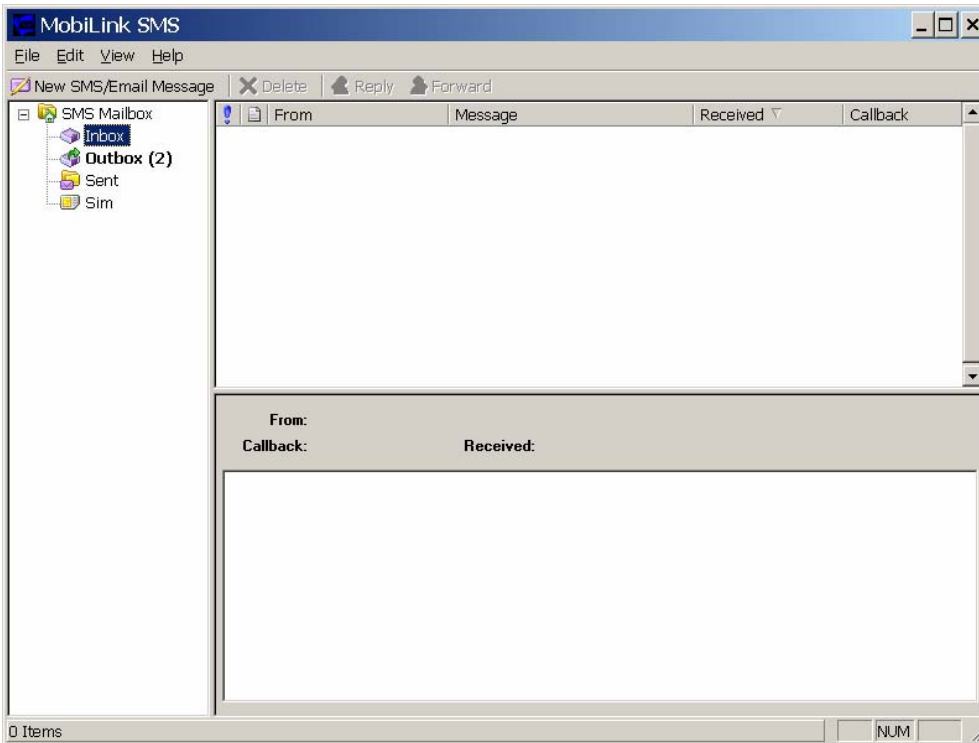 MobiLink SMS
File Edit View Help
New SMS/Email Message Delete Reply Forward
SMS Mailbox
Inbox
Outbox (2)
Sent
Sim
From Message Received Callback
From:
Callback: Received:
0 Items NUM